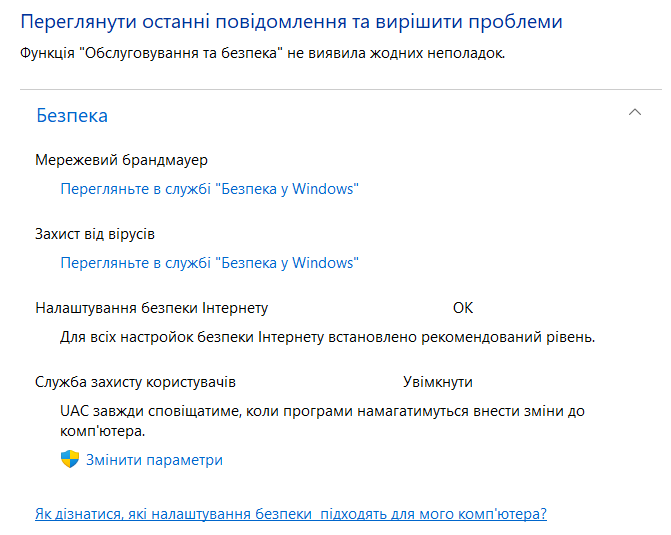 Переглянути останні повідомлення та вирішити проблеми
Функція "Обслуговування та безпека" не виявила жодних неполадок.
Безпека
Мережевий брандмауер
Перегляньте в службі "Безпека у Windows"
Захист від вірусів
Перегляньте в службі "Безпека у Windows"
Налаштування безпеки Інтернету OK
Для всіх настройок безпеки Інтернету встановлено рекомендований рівень.
Служба захисту користувачів Увімкнути
UAC завжди сповіщатиме, коли програми намагатимуться внести зміни до
комп'ютера.
Змінити параметри
Як дізнатися, які налаштування безпеки  підходять для мого комп'ютера?